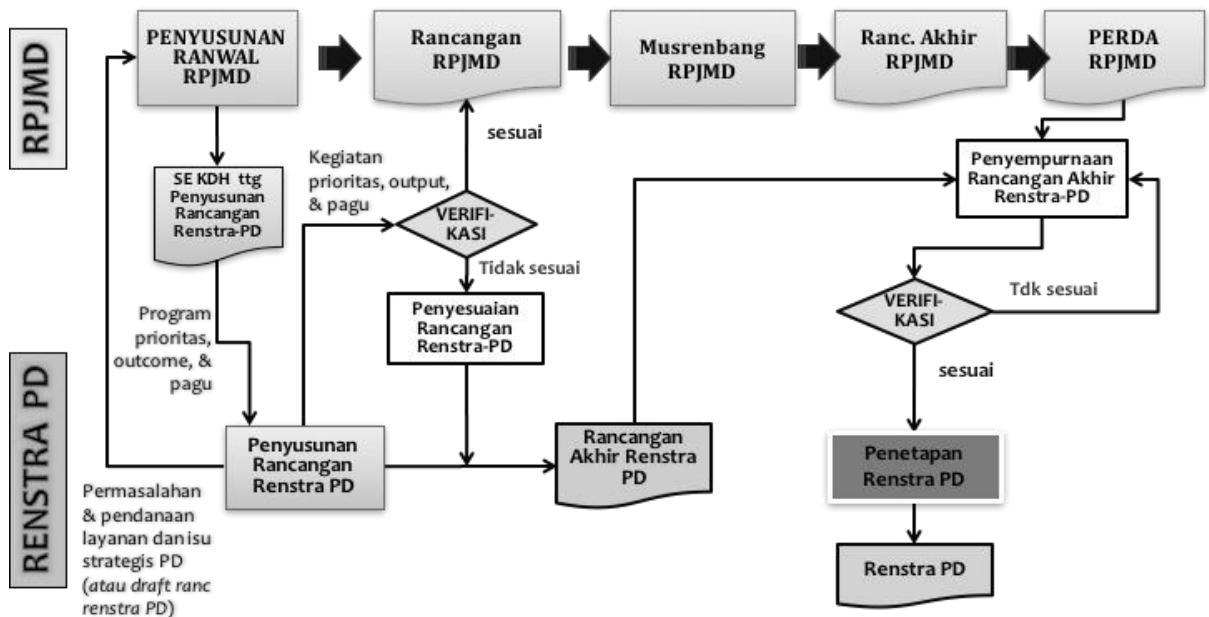 RPJMD
PENYUSUNAN
RANWAL
RPJMD
Rancangan
RPJMD
Musrenbang
RPJMD
Ranc. Akhir
RPJMD
PERDA
RPJMD
SE KDH ttg
Penyusunan
Rancangan
Renstra-PD
Kegiatan
prioritas, output,
& pagu
sesuai
VERIFI-
KASI
Tidak sesuai
Penyesuaian
Rancangan
Renstra-PD
Penyempurnaan
Rancangan Akhir
Renstra-PD
VERIFI-
KASI
Tdk sesuai
sesuai
Program
prioritas,
outcome, &
pagu
RENSTRA PD
Penyusunan
Rancangan
Renstra PD
Rancangan
Akhir Renstra
PD
Penetapan
Renstra PD
Renstra PD
Permasalahan
& pendanaan
layanan dan isu
strategis PD
(atau draft ranc
renstra PD)